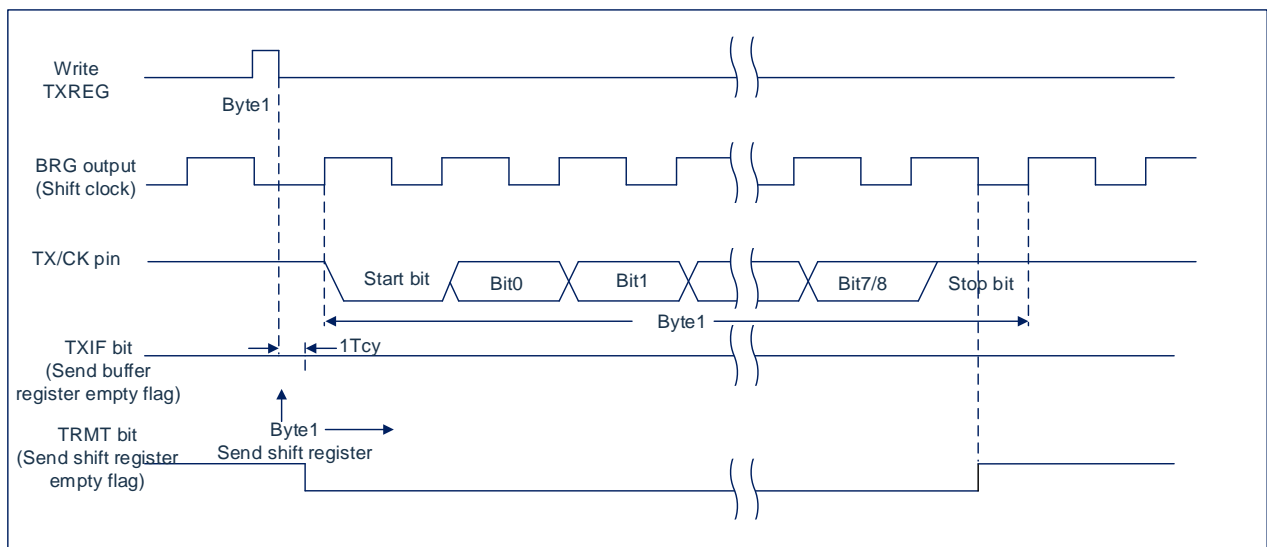 Write
TXREG
Byte1
BRG output
(Shift clock)
TX/CK pin
Start bit
Bit0
Bit1
Bit7/8
Stop bit
Byte1
TXIF bit
(Send buffer
register empty flag)
1Tcy
Byte1
Send shift register
TRMT bit
(Send shift register
empty flag)